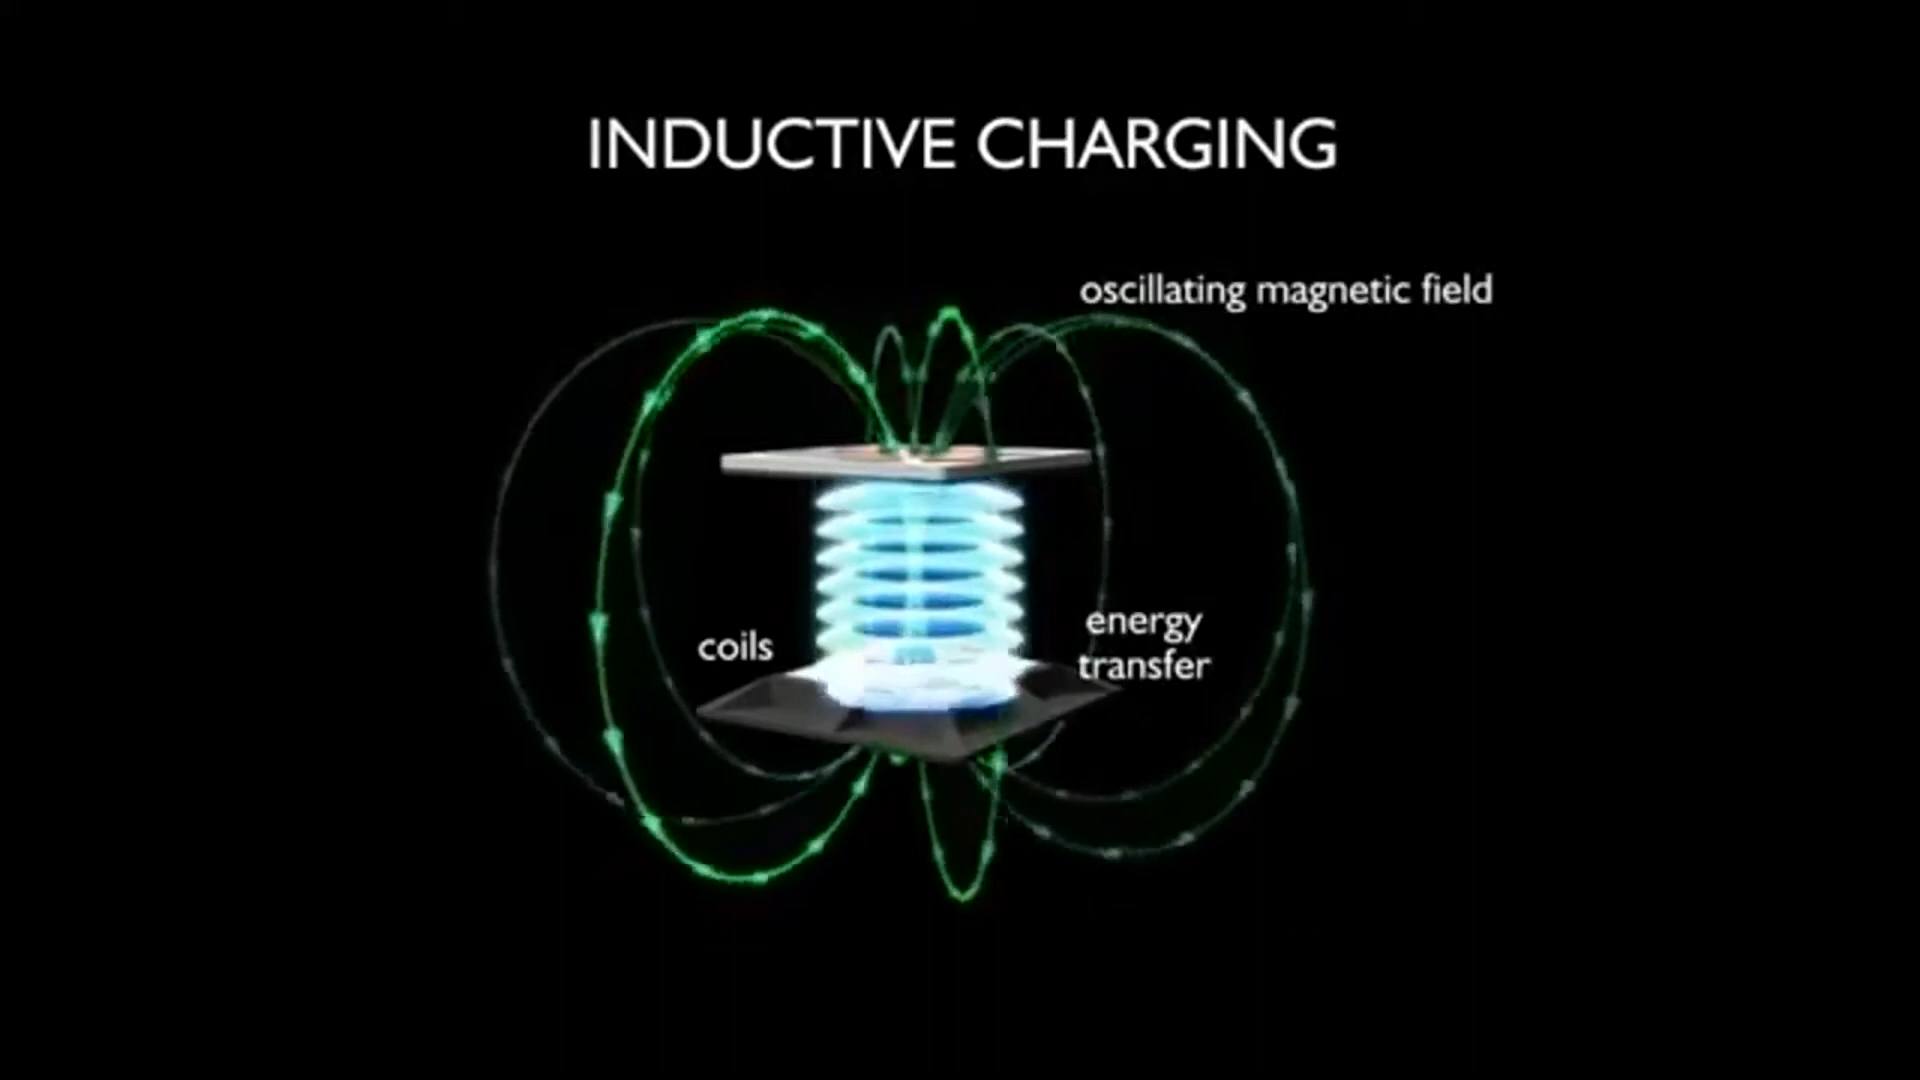 INDUCTIVE CHARGING
oscillating magnetic field
coils
energy
transfer